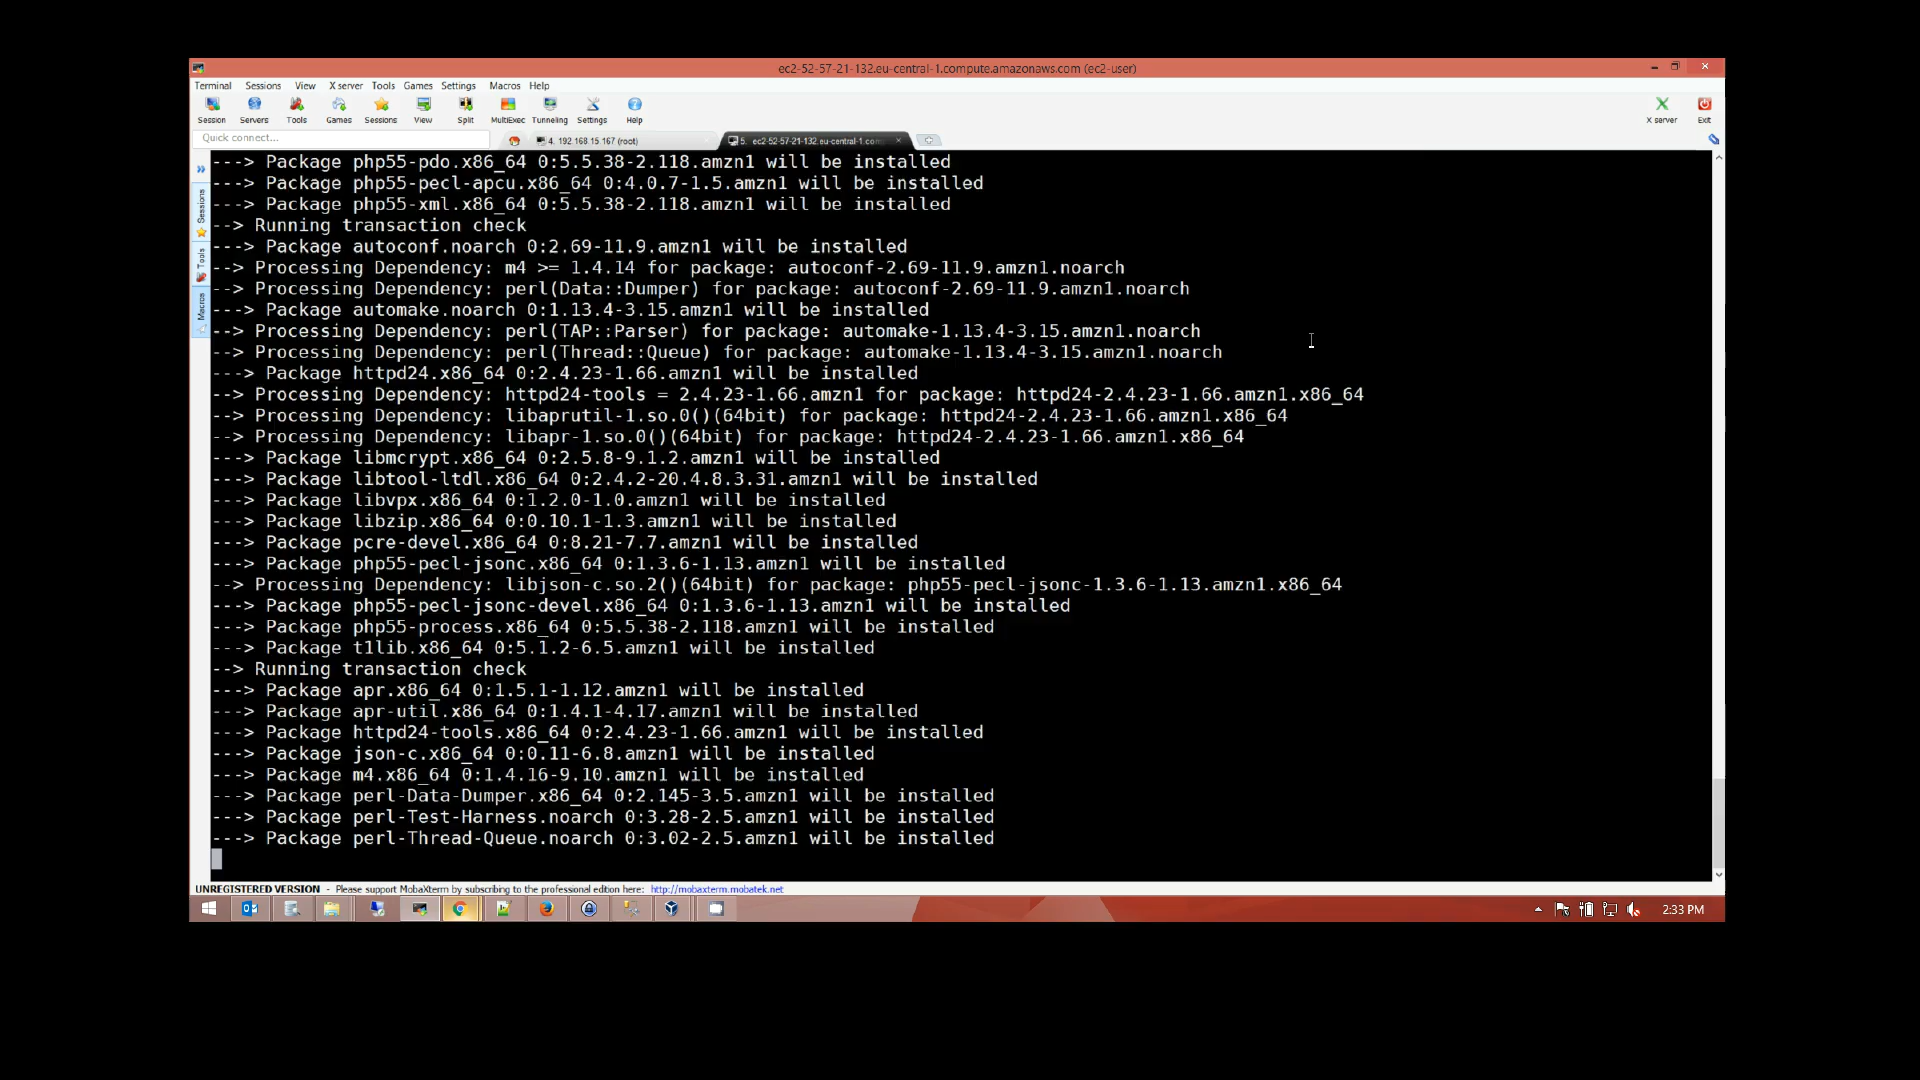 ec2-52-57-21-132.eu-central-1.compute.amazonaws.com (ec2-user)
Terminal Sessions View X server Tools Games Settings Macros Help
Session Servers Tools Games Sessions View Split MultiExec Tunneling Settings Help X server Exit
Quick connect... 4. 192.168.15.167 (root) 5. ec2-52-57-21-132.eu-central-1.com
Sessions
Tools
Macros
---> Package php55-pdo.x86_64 0:5.5.38-2.118.amzn1 will be installed
---> Package php55-pecl-apcu.x86_64 0:4.0.7-1.5.amzn1 will be installed
---> Package php55-xml.x86_64 0:5.5.38-2.118.amzn1 will be installed
--> Running transaction check
---> Package autoconf.noarch 0:2.69-11.9.amzn1 will be installed
--> Processing Dependency: m4 >= 1.4.14 for package: autoconf-2.69-11.9.amzn1.noarch
--> Processing Dependency: perl(Data::Dumper) for package: autoconf-2.69-11.9.amzn1.noarch
---> Package automake.noarch 0:1.13.4-3.15.amzn1 will be installed
--> Processing Dependency: perl(TAP::Parser) for package: automake-1.13.4-3.15.amzn1.noarch
--> Processing Dependency: perl(Thread::Queue) for package: automake-1.13.4-3.15.amzn1.noarch
---> Package httpd24.x86_64 0:2.4.23-1.66.amzn1 will be installed
--> Processing Dependency: httpd24-tools = 2.4.23-1.66.amzn1 for package: httpd24-2.4.23-1.66.amzn1.x86_64
--> Processing Dependency: libaprutil-1.so.0()(64bit) for package: httpd24-2.4.23-1.66.amzn1.x86_64
--> Processing Dependency: libapr-1.so.0()(64bit) for package: httpd24-2.4.23-1.66.amzn1.x86_64
---> Package libmcrypt.x86_64 0:2.5.8-9.1.2.amzn1 will be installed
---> Package libtool-ltdl.x86_64 0:2.4.2-20.4.8.3.31.amzn1 will be installed
---> Package libvpx.x86_64 0:1.2.0-1.0.amzn1 will be installed
---> Package libzip.x86_64 0:0.10.1-1.3.amzn1 will be installed
---> Package pcre-devel.x86_64 0:8.21-7.7.amzn1 will be installed
---> Package php55-pecl-jsonc.x86_64 0:1.3.6-1.13.amzn1 will be installed
--> Processing Dependency: libjson-c.so.2()(64bit) for package: php55-pecl-jsonc-1.3.6-1.13.amzn1.x86_64
---> Package php55-pecl-jsonc-devel.x86_64 0:1.3.6-1.13.amzn1 will be installed
---> Package php55-process.x86_64 0:5.5.38-2.118.amzn1 will be installed
---> Package t1lib.x86_64 0:5.1.2-6.5.amzn1 will be installed
--> Running transaction check
---> Package apr.x86_64 0:1.5.1-1.12.amzn1 will be installed
---> Package apr-util.x86_64 0:1.4.1-4.17.amzn1 will be installed
---> Package httpd24-tools.x86_64 0:2.4.23-1.66.amzn1 will be installed
---> Package json-c.x86_64 0:0.11-6.8.amzn1 will be installed
---> Package m4.x86_64 0:1.4.16-9.10.amzn1 will be installed
---> Package perl-Data-Dumper.x86_64 0:2.145-3.5.amzn1 will be installed
---> Package perl-Test-Harness.noarch 0:3.28-2.5.amzn1 will be installed
---> Package perl-Thread-Queue.noarch 0:3.02-2.5.amzn1 will be installed
UNREGISTERED VERSION - Please support MobaXterm by subscribing to the professional edition here: http://mobaxterm.mobatek.net
2:33 PM